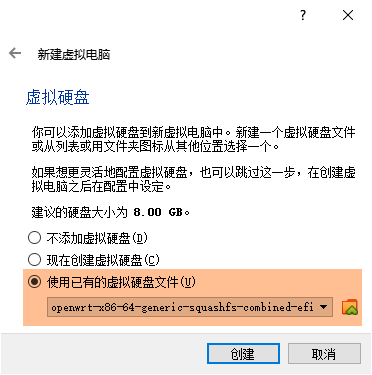 ?
新建虚拟电脑
虚拟硬盘
你可以添加虚拟硬盘到新虚拟电脑中。新建一个虚拟硬盘文件
或从列表或用文件夹图标从其他位置选择一个。
如果想更灵活地配置虚拟硬盘，也可以跳过这一步，在创建虚
拟电脑之后在配置中设定。
建议的硬盘大小为 8.00 GB。
不添加虚拟硬盘(D)
现在创建虚拟硬盘(C)
使用已有的虚拟硬盘文件(U)
openwrt-x86-64-generic-squashfs-combined-efi
创建
取消